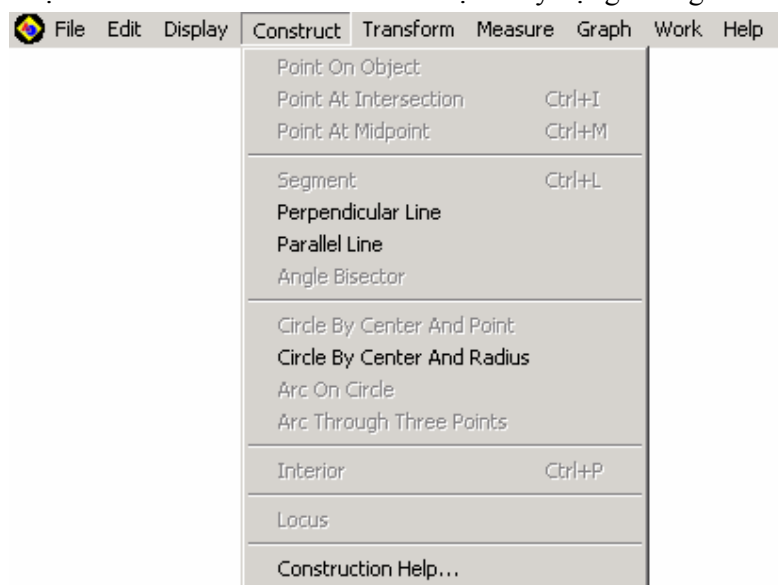 File Edit Display Construct Transform Measure Graph Work Help
Point On Object
Point At Intersection Ctrl+I
Point At Midpoint Ctrl+M
Segment Ctrl+L
Perpendicular Line
Parallel Line
Angle Bisector
Circle By Center And Point
Circle By Center And Radius
Arc On Circle
Arc Through Three Points
Interior Ctrl+P
Locus
Construction Help...